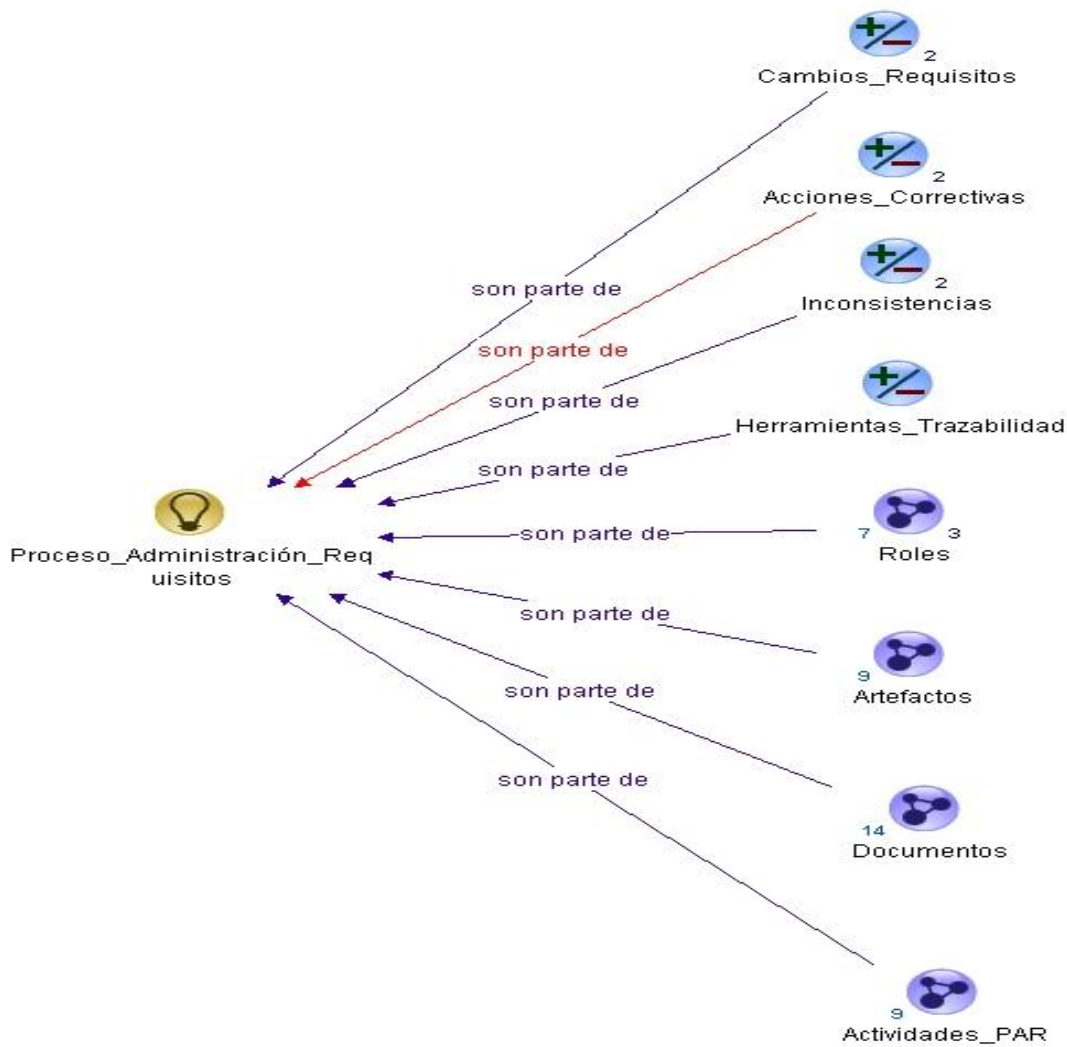 2
Cambios_Requisitos
2
Acciones_Correctivas
2
Inconsistencias
son parte de
son parte de
son parte de
Herramientas_Trazabilidad
son parte de
7
3
Roles
son parte de
Proceso_Administración_Req
uisitos
son parte de
9
Artefactos
son parte de
son parte de
14
Documentos
9
Actividades_PAR